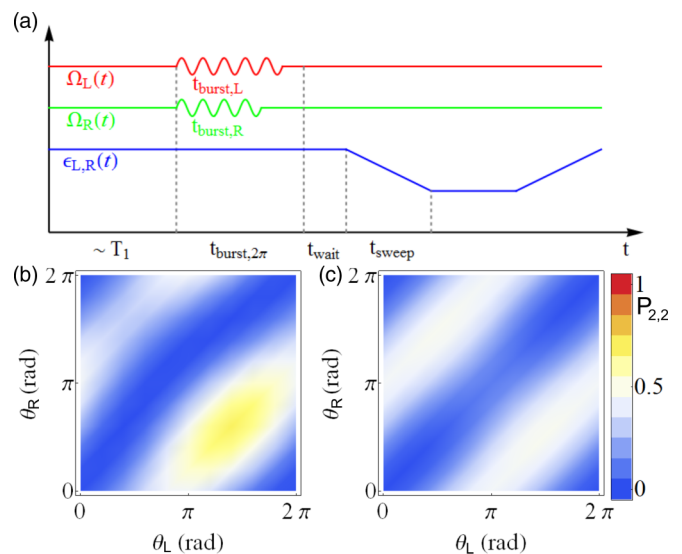 (a)
Ω_L(t)
t_burst,L
Ω_R(t)
t_burst,R
ϵ_L,R(t)
~ T_1 t_burst,2π t_wait t_sweep t
(b) (c)
2 π 2 π 1
P_2,2
θ_R (rad) π θ_R (rad) π 0.5
0 0 0
0 π 2 π 0 π 2 π
θ_L (rad) θ_L (rad)